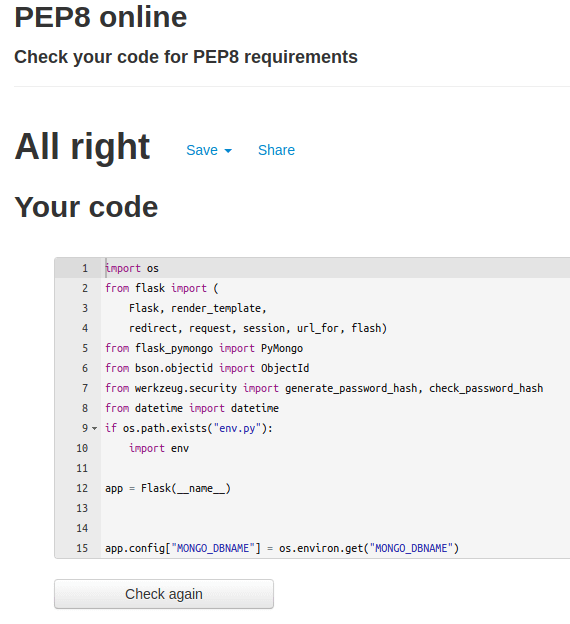 PEP8 online
Check your code for PEP8 requirements
All right Save Share
Your code
1 import os
2 from flask import (
3     Flask, render_template,
4     redirect, request, session, url_for, flash)
5 from flask_pymongo import PyMongo
6 from bson.objectid import ObjectId
7 from werkzeug.security import generate_password_hash, check_password_hash
8 from datetime import datetime
9 if os.path.exists("env.py"):
10     import env
11
12 app = Flask(__name__)
13
14
15 app.config["MONGO_DBNAME"] = os.environ.get("MONGO_DBNAME")
Check again